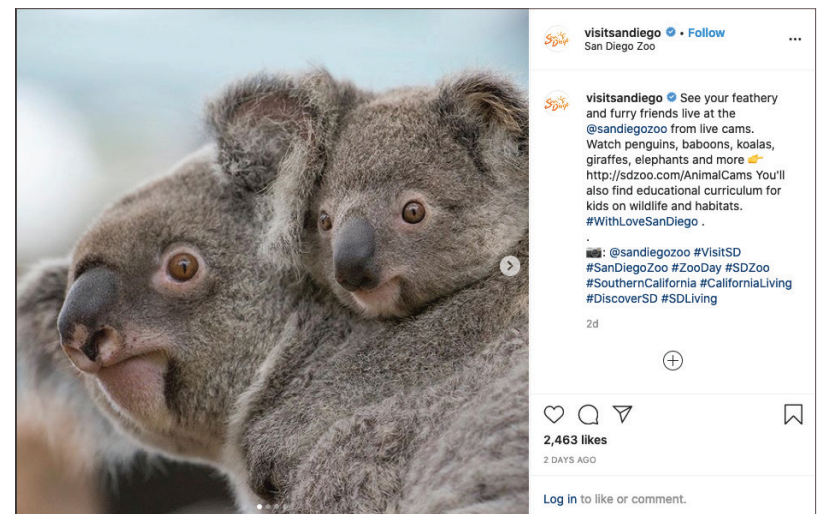 visitsandiego • Follow
San Diego Zoo
visitsandiego See your feathery
and furry friends live at the
@sandiegozoo from live cams.
Watch penguins, baboons, koalas,
giraffes, elephants and more 👉
http://sdzoo.com/AnimalCams You'll
also find educational curriculum for
kids on wildlife and habitats.
#WithLoveSanDiego .
.
📷: @sandiegozoo #VisitSD
#SanDiegoZoo #ZooDay #SDZoo
#SouthernCalifornia #CaliforniaLiving
#DiscoverSD #SDLiving
2d
2,463 likes
2 DAYS AGO
Log in to like or comment.